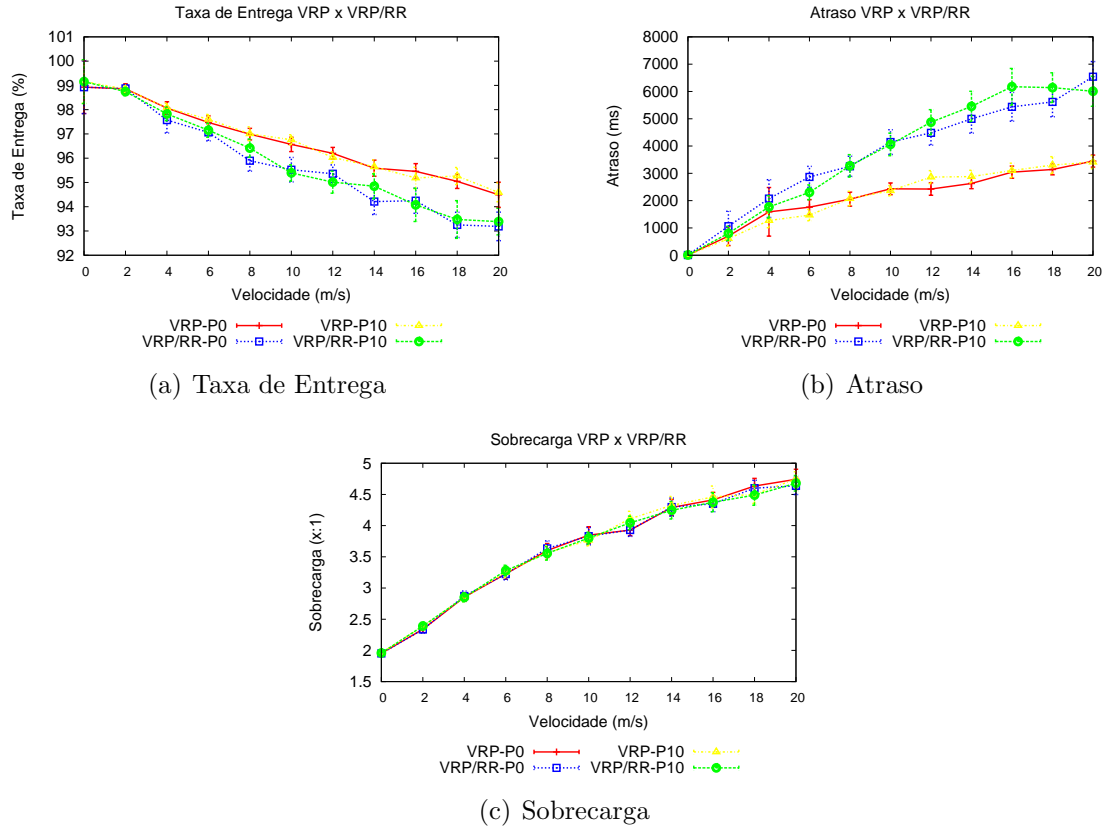 Taxa de Entrega VRP x VRP/RR
Taxa de Entrega (%)
101
100
99
98
97
96
95
94
93
92
0 2 4 6 8 10 12 14 16 18 20
Velocidade (m/s)
VRP-P0 VRP-P10
VRP/RR-P0 VRP/RR-P10
(a) Taxa de Entrega
Atraso VRP x VRP/RR
Atraso (ms)
8000
7000
6000
5000
4000
3000
2000
1000
0
0 2 4 6 8 10 12 14 16 18 20
Velocidade (m/s)
VRP-P0 VRP-P10
VRP/RR-P0 VRP/RR-P10
(b) Atraso
Sobrecarga VRP x VRP/RR
Sobrecarga (x:1)
5
4.5
4
3.5
3
2.5
2
1.5
0 2 4 6 8 10 12 14 16 18 20
Velocidade (m/s)
VRP-P0 VRP-P10
VRP/RR-P0 VRP/RR-P10
(c) Sobrecarga